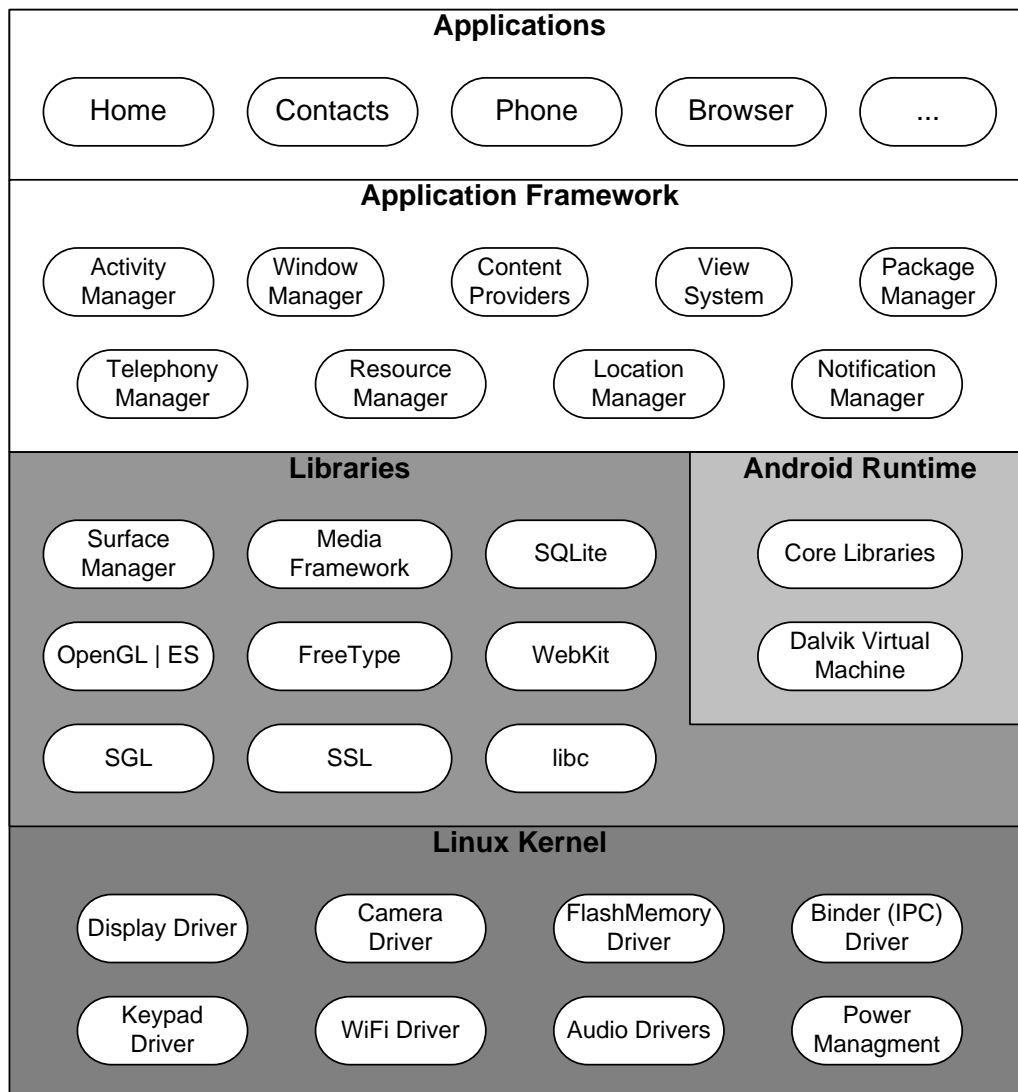 Applications
Home
Contacts
Phone
Browser
...
Application Framework
Activity
Manager
Window
Manager
Content
Providers
View
System
Package
Manager
Telephony
Manager
Resource
Manager
Location
Manager
Notification
Manager
Libraries
Surface
Manager
Media
Framework
SQLite
OpenGL | ES
FreeType
WebKit
SGL
SSL
libc
Android Runtime
Core Libraries
Dalvik Virtual
Machine
Linux Kernel
Display Driver
Camera
Driver
FlashMemory
Driver
Binder (IPC)
Driver
Keypad
Driver
WiFi Driver
Audio Drivers
Power
Managment